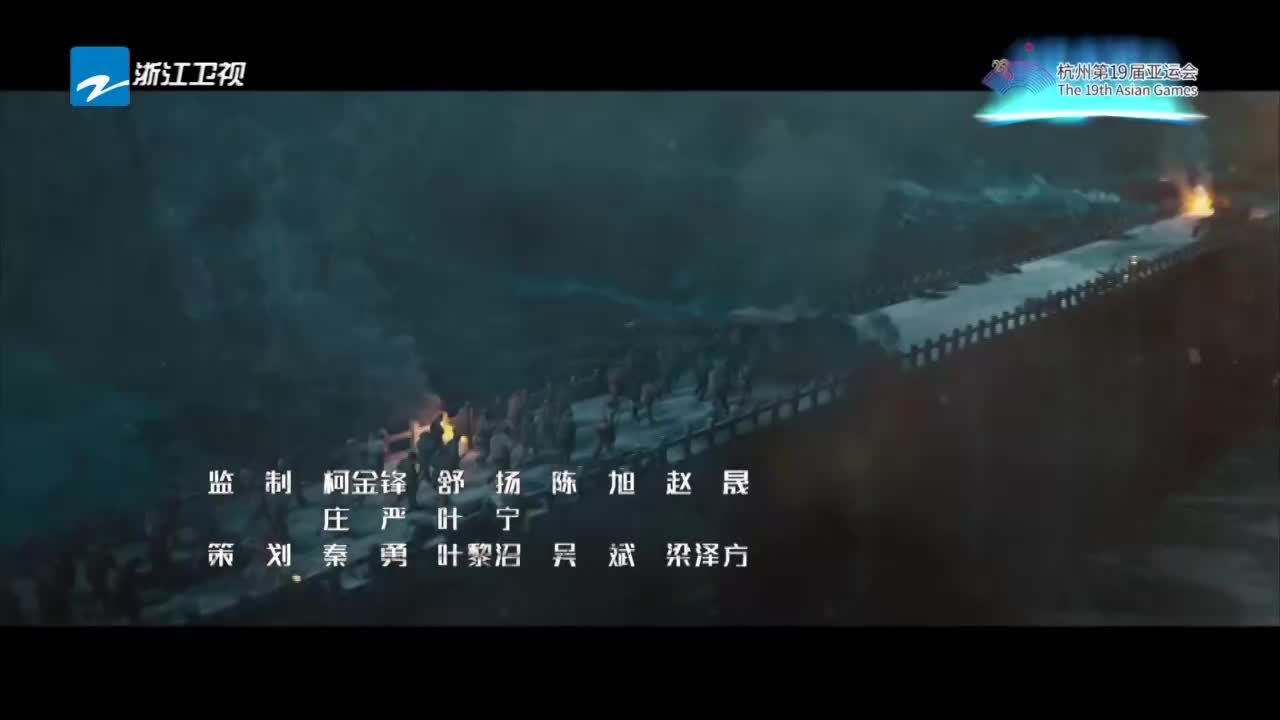 浙江卫视
杭州第19届亚运会
The 19th Asian Games
监 制 柯金锋 舒 扬 陈 旭 赵 晟
庄 严 叶 宁
策 划 秦 勇 叶黎沼 吴 斌 梁泽方